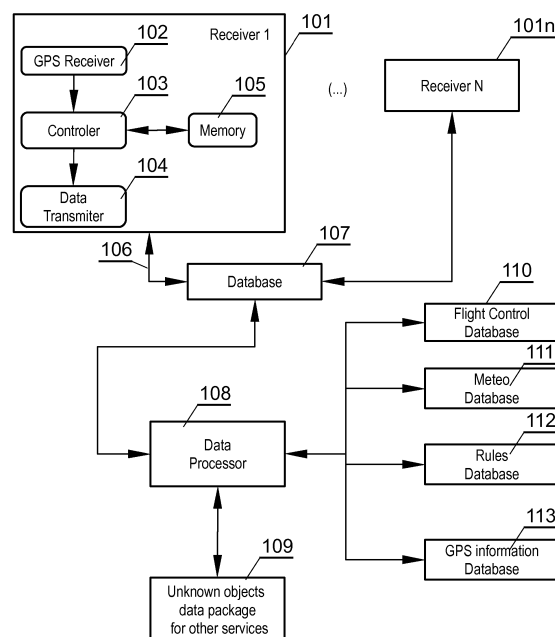 Receiver 1
101
102
GPS Receiver
103
Controler
105
Memory
104
Data
Transmiter
(...)
101n
Receiver N
106
107
Database
108
Data
Processor
109
Unknown objects
data package
for other services
110
Flight Control
Database
111
Meteo
Database
112
Rules
Database
113
GPS information
Database